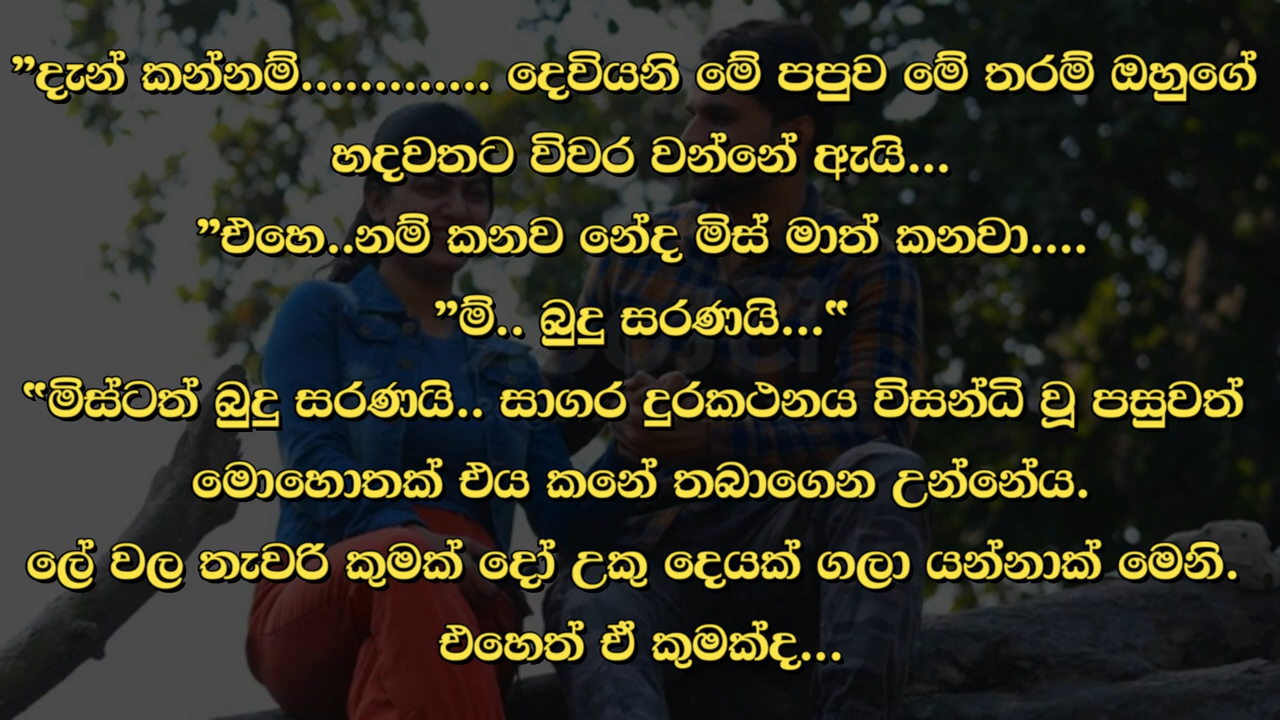 ”දැන් කන්නම්............. දෙවියනි මේ පපුව මේ තරම් ඔහුගේ
හදවතට විවර වන්නේ ඇයි...
”එහෙ..නම් කනව නේද මිස් මාත් කනවා....
”ම්.. බුදු සරණයි...“
“මිස්ටත් බුදු සරණයි.. සාගර දුරකථනය විසන්ධි වූ පසුවත්
මොහොතක් එය කනේ තබාගෙන උන්නේය.
ලේ වල තැවරි කුමක් දෝ උකු දෙයක් ගලා යන්නාක් මෙනි.
එහෙත් ඒ කුමක්ද...